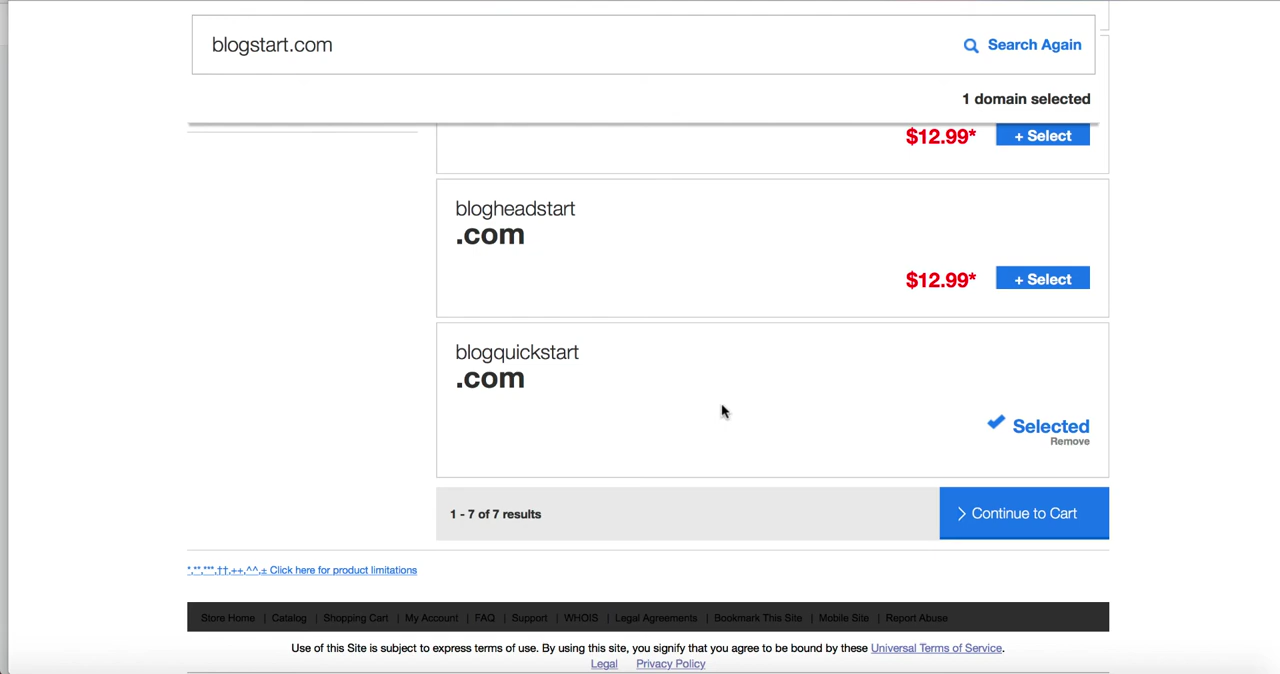 blogstart.com
Search Again
1 domain selected
$12.99*
+ Select
blogheadstart
.com
$12.99*
+ Select
blogquickstart
.com
Selected
Remove
1 - 7 of 7 results
Continue to Cart
*,**,***,††,++,^^,± Click here for product limitations
Store Home | Catalog | Shopping Cart | My Account | FAQ | Support | WHOIS | Legal Agreements | Bookmark This Site | Mobile Site | Report Abuse
Use of this Site is subject to express terms of use. By using this site, you signify that you agree to be bound by these Universal Terms of Service.
Legal Privacy Policy